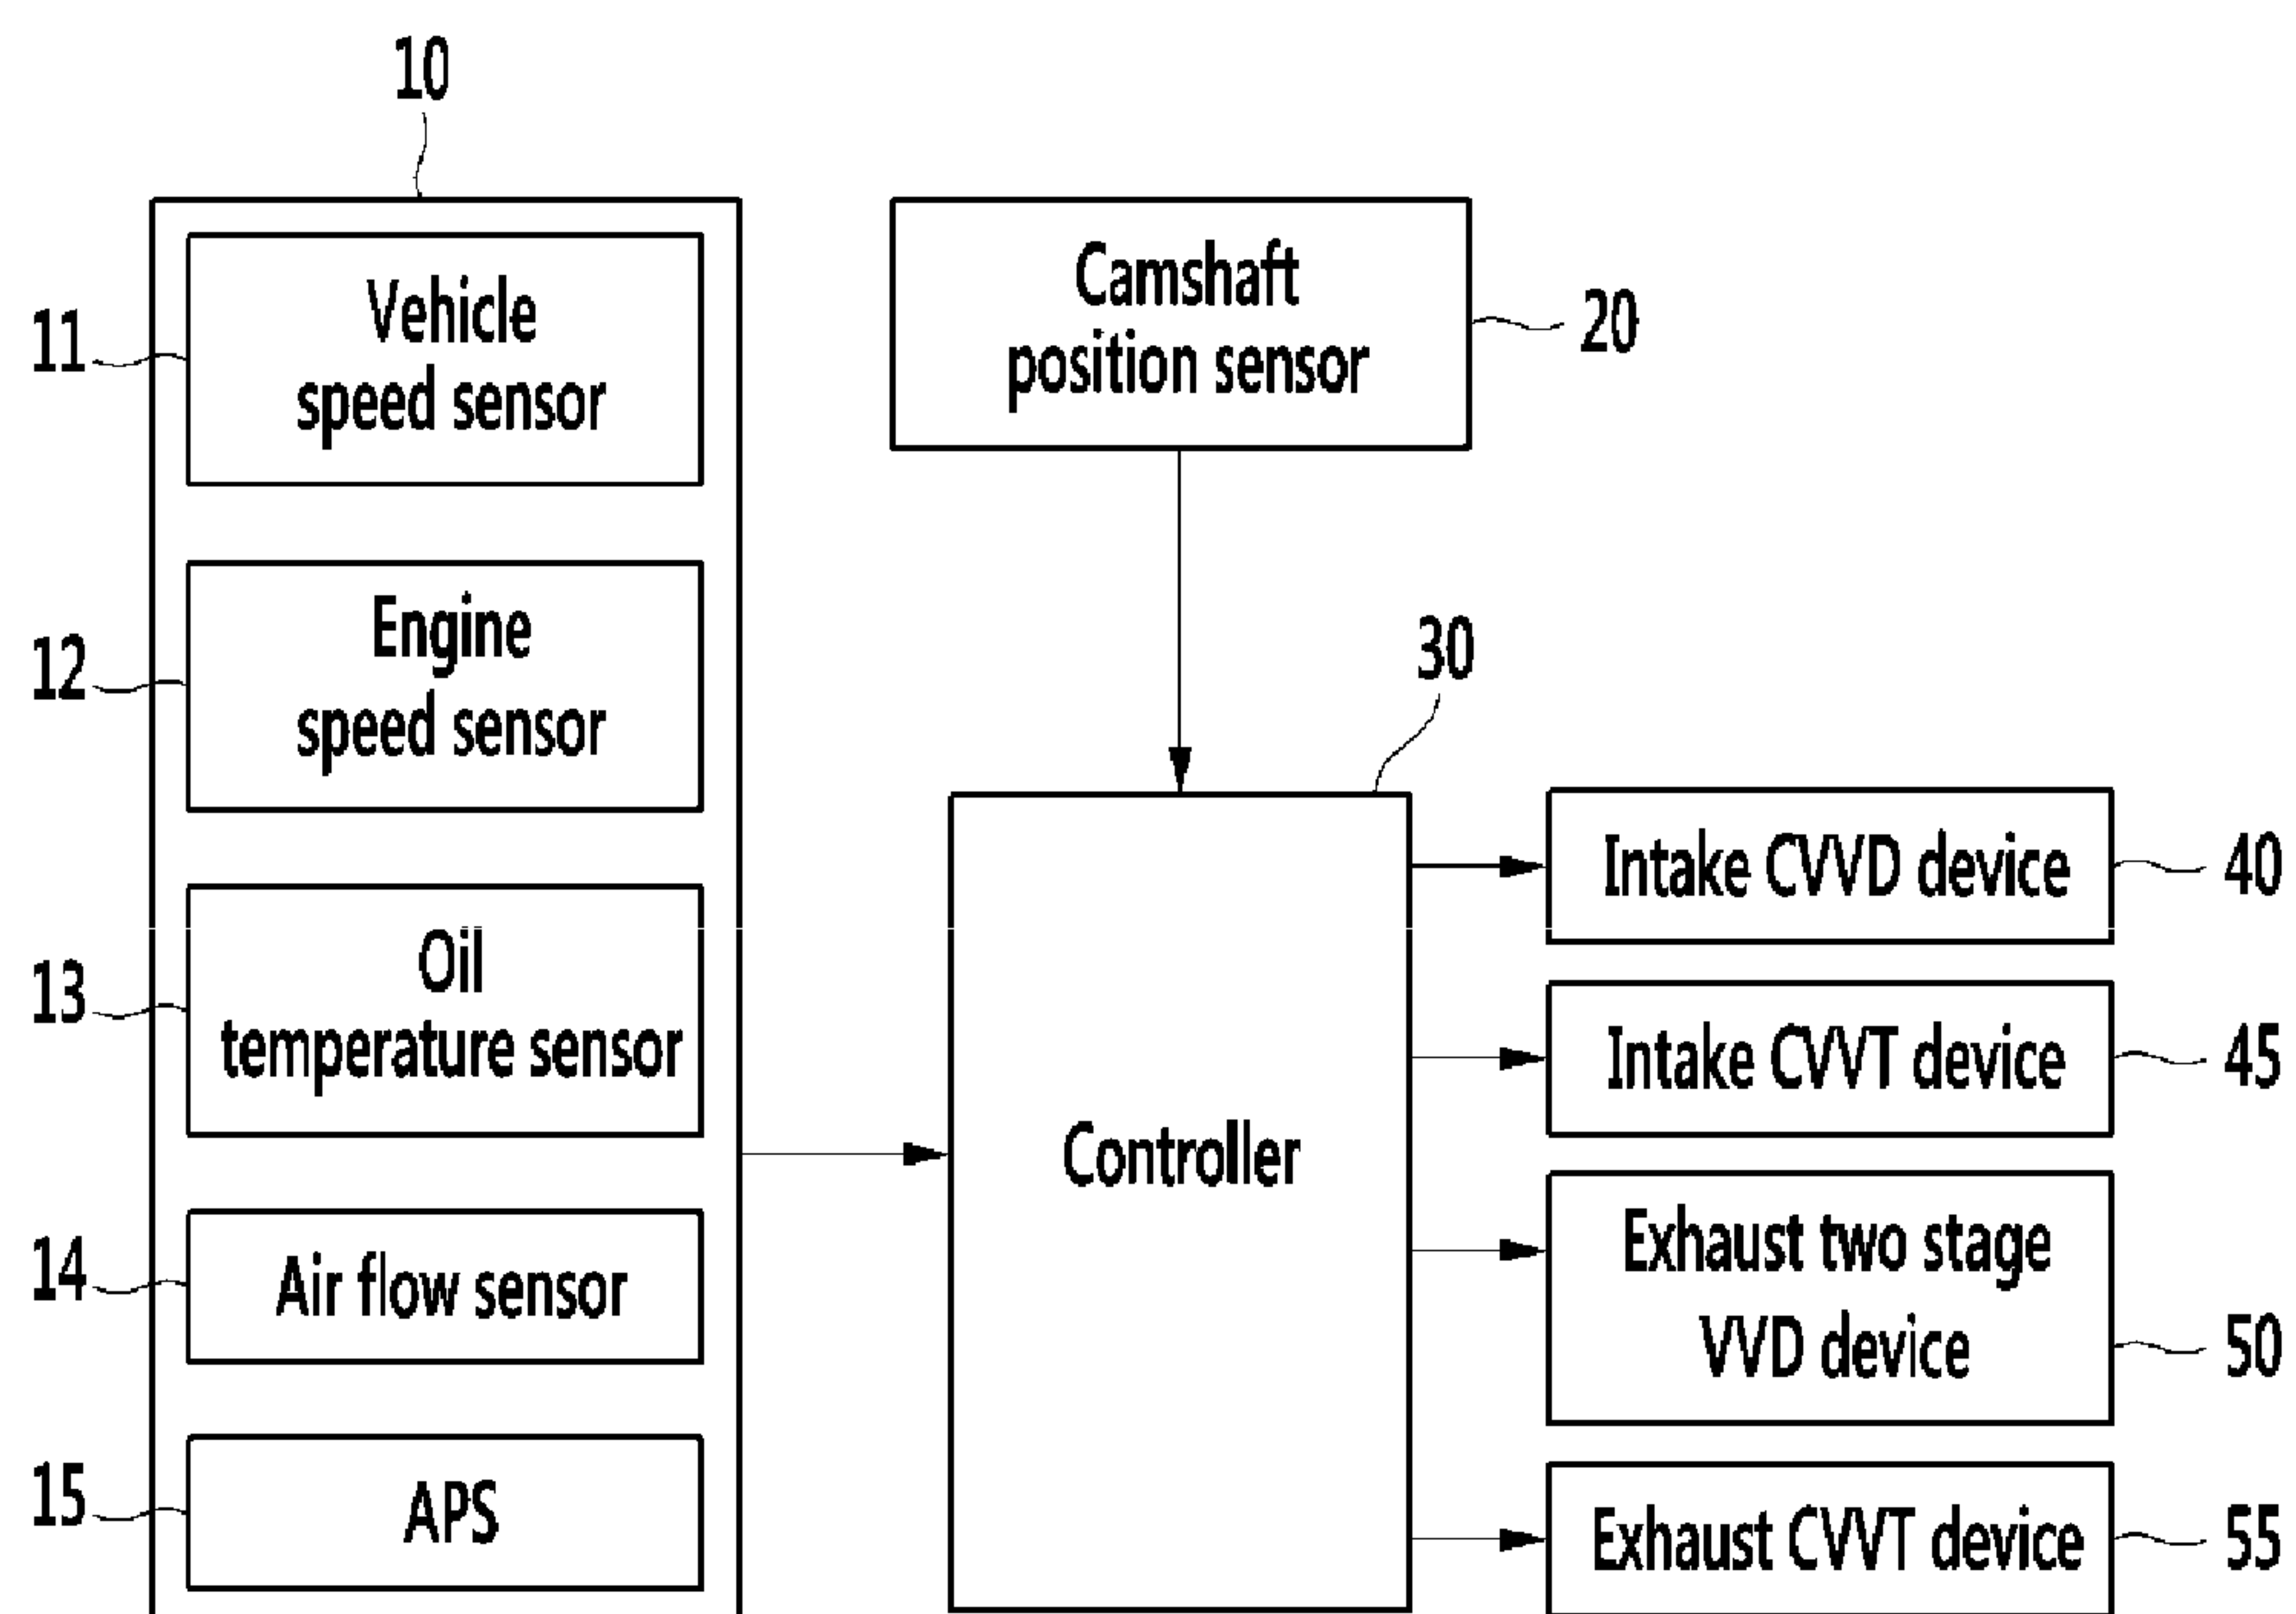 10
11
Vehicle
speed sensor
12
Engine
speed sensor
13
Oil
temperature sensor
14
Air flow sensor
15
APS
Camshaft
position sensor
20
30
Controller
Intake CVVD device
40
Intake CVVT device
45
Exhaust two stage
VVD device
50
Exhaust CVVT device
55